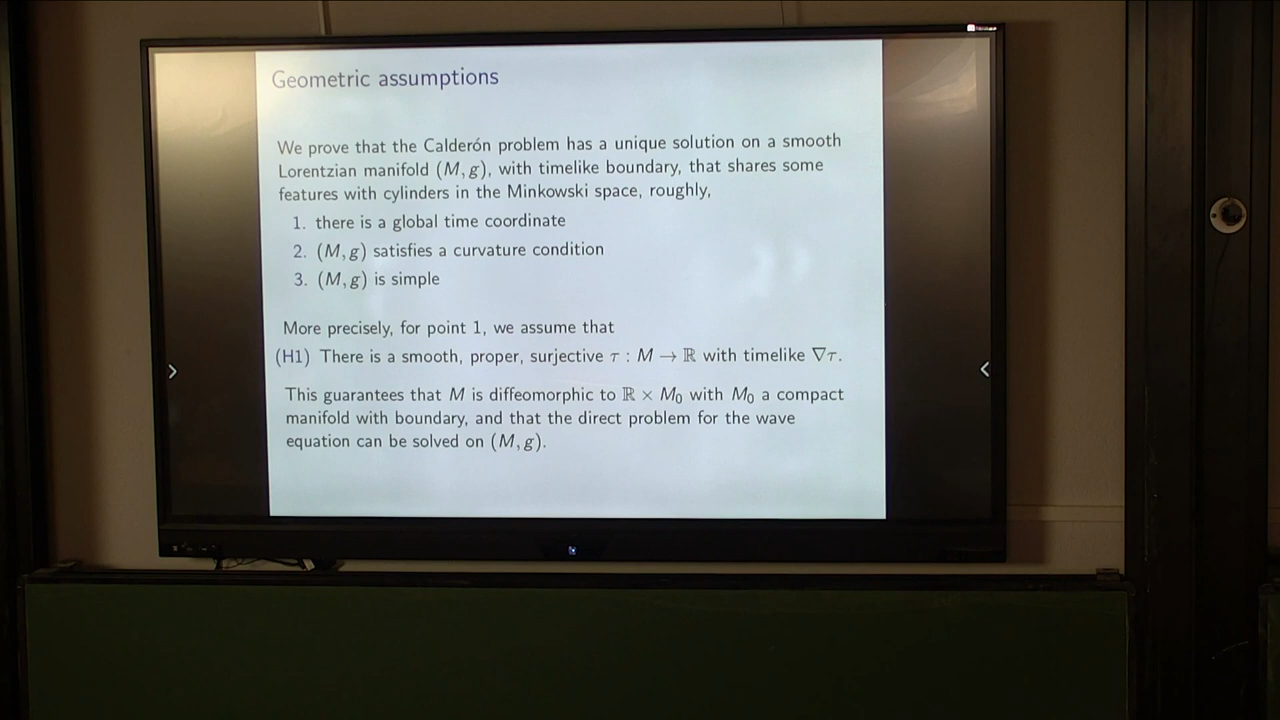 Geometric assumptions
We prove that the Calderón problem has a unique solution on a smooth
Lorentzian manifold (M, g), with timelike boundary, that shares some
features with cylinders in the Minkowski space, roughly,
1. there is a global time coordinate
2. (M, g) satisfies a curvature condition
3. (M, g) is simple
More precisely, for point 1, we assume that
(H1) There is a smooth, proper, surjective τ : M → ℝ with timelike ∇τ.
This guarantees that M is diffeomorphic to ℝ × M₀ with M₀ a compact
manifold with boundary, and that the direct problem for the wave
equation can be solved on (M, g).